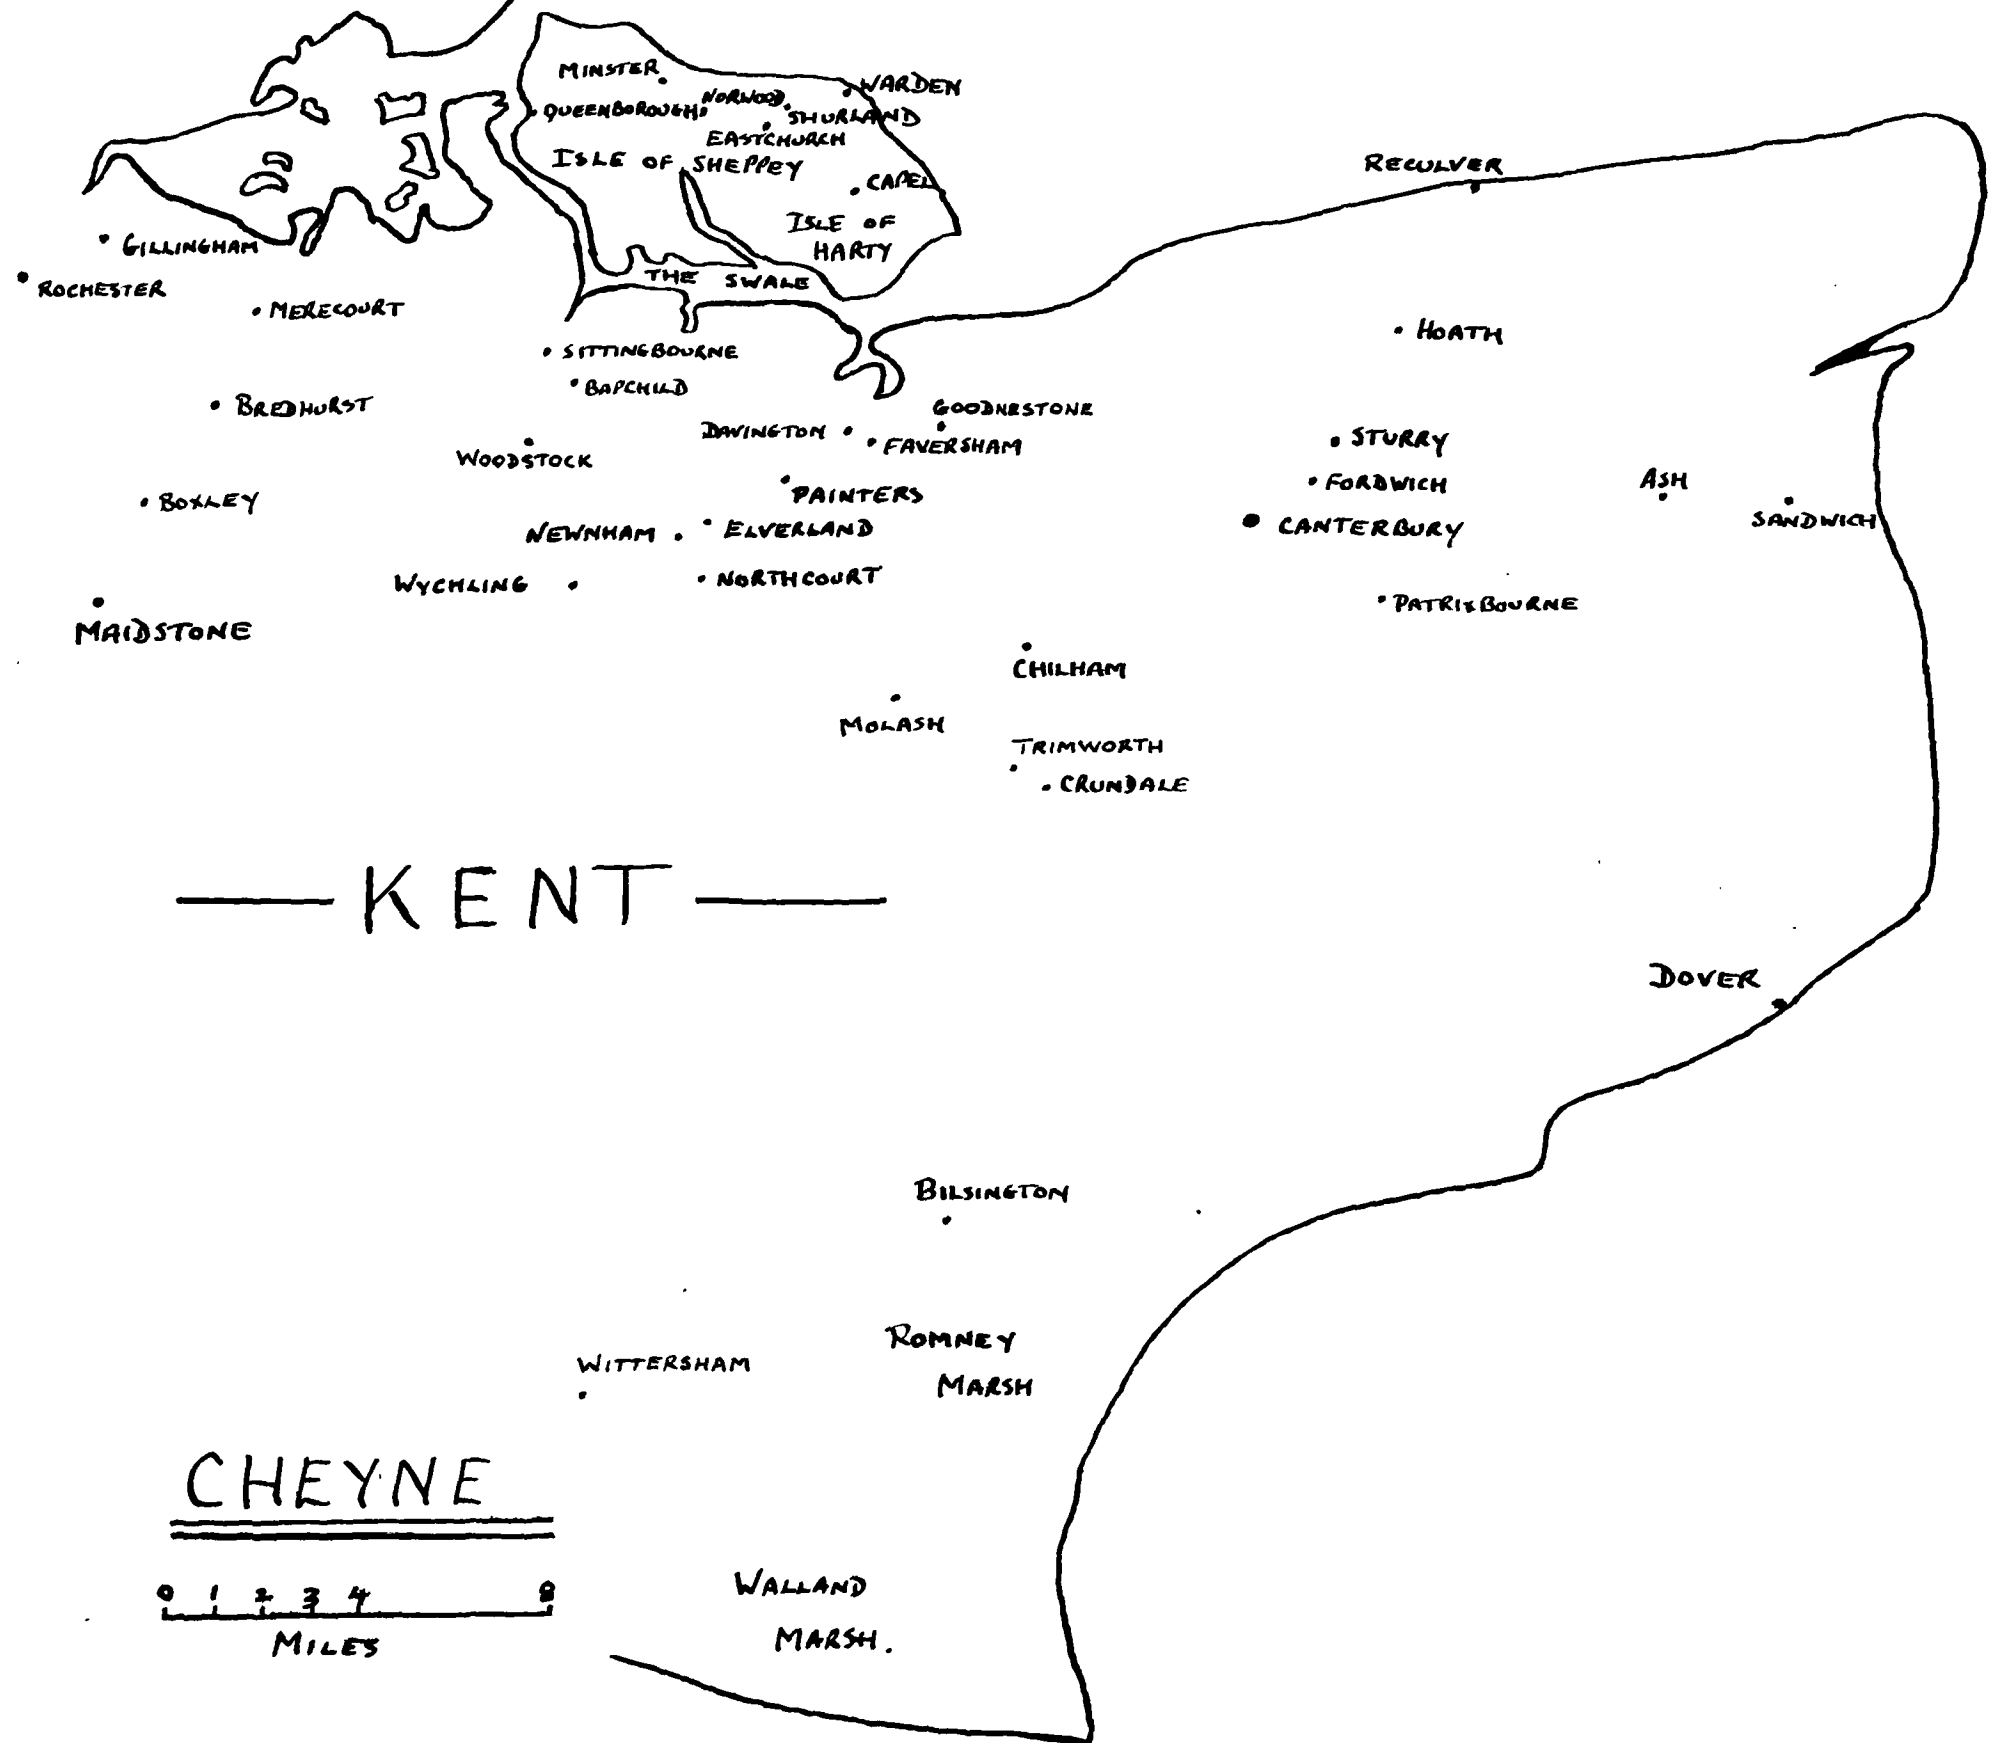 MINSTER
WARDEN
NORWOOD
QUEENBOROUGH
SHURLAND
EASTCHURCH
ISLE OF SHEPPEY
CAPEL
ISLE OF
HARTY
THE SWALE
RECULVER
GILLINGHAM
ROCHESTER
MERECOURT
HOATH
SITTINGBOURNE
BAPCHILD
BREDHURST
GOODNESTONE
DAVINGTON
FAVERSHAM
STURRY
WOODSTOCK
FORDWICH
ASH
PAINTERS
BOXLEY
SANDWICH
NEWNHAM
ELVERLAND
CANTERBURY
WYCHLING
NORTHCOURT
PATRIXBOURNE
MAIDSTONE
CHILHAM
MOLASH
TRIMWORTH
CRUNDALE
KENT
DOVER
BILSINGTON
ROMNEY
MARSH
WITTERSHAM
CHEYNE
0 1 2 3 4 8
MILES
WALLAND
MARSH.